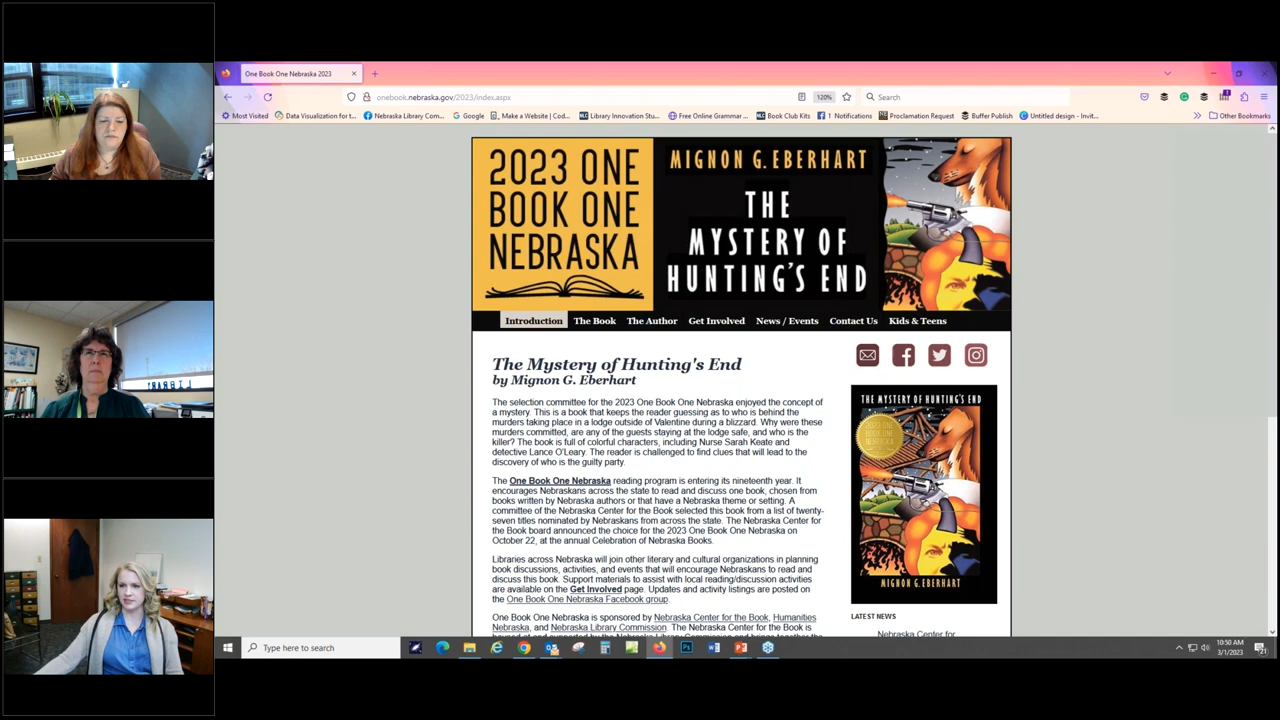 One Book One Nebraska 2023
onebook.nebraska.gov/2023/index.aspx
120%
Search
Most Visited
Data Visualization for t...
Nebraska Library Com...
Google
Make a Website | Cod...
Library Innovation Stu...
Free Online Grammar ...
Book Club Kits
1 Notifications
Proclamation Request
Buffer Publish
Untitled design - Invit...
Other Bookmarks
2023 ONE
BOOK ONE
NEBRASKA
MIGNON G. EBERHART
THE
MYSTERY OF
HUNTING'S END
Introduction
The Book
The Author
Get Involved
News / Events
Contact Us
Kids & Teens
The Mystery of Hunting's End
by Mignon G. Eberhart
The selection committee for the 2023 One Book One Nebraska enjoyed the concept of
a mystery. This is a book that keeps the reader guessing as to who is behind the
murders taking place in a lodge outside of Valentine during a blizzard. Why were these
murders committed, are any of the guests staying at the lodge safe, and who is the
killer? The book is full of colorful characters, including Nurse Sarah Keate and
detective Lance O'Leary. The reader is challenged to find clues that will lead to the
discovery of who is the guilty party.
The One Book One Nebraska reading program is entering its nineteenth year. It
encourages Nebraskans across the state to read and discuss one book, chosen from
books written by Nebraska authors or that have a Nebraska theme or setting. A
committee of the Nebraska Center for the Book selected this book from a list of twenty-
seven titles nominated by Nebraskans from across the state. The Nebraska Center for
the Book board announced the choice for the 2023 One Book One Nebraska on
October 22, at the annual Celebration of Nebraska Books.
Libraries across Nebraska will join other literary and cultural organizations in planning
book discussions, activities, and events that will encourage Nebraskans to read and
discuss this book. Support materials to assist with local reading/discussion activities
are available on the Get Involved page. Updates and activity listings are posted on
the One Book One Nebraska Facebook group.
One Book One Nebraska is sponsored by Nebraska Center for the Book, Humanities
Nebraska, and Nebraska Library Commission. The Nebraska Center for the Book is
THE MYSTERY OF HUNTING'S END
MIGNON G. EBERHART
LATEST NEWS
Nebraska Center for
Type here to search
10:50 AM
3/1/2023